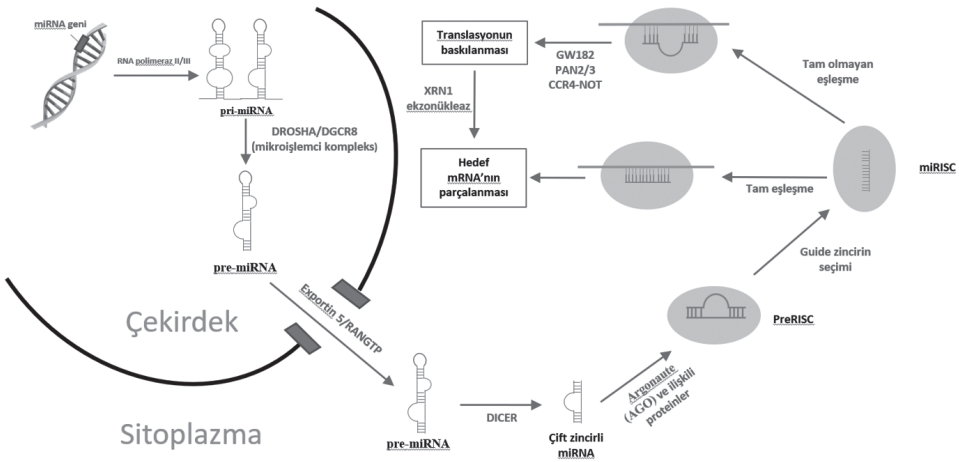 miRNA geni
RNA polimeraz II/III
pri-miRNA
DROSHA/DGCR8
(mikroişlemci kompleks)
pre-miRNA
Çekirdek
Exportin 5/RANGTP
Sitoplazma
pre-miRNA
DICER
Çift zincirli
miRNA
Argonaute
(AGO) ve ilişkili
proteinler
PreRISC
Guide zincirin
seçimi
miRISC
Tam olmayan
eşleşme
Tam eşleşme
GW182
PAN2/3
CCR4-NOT
Translasyonun
baskılanması
XRN1
ekzonükleaz
Hedef
mRNA'nın
parçalanması